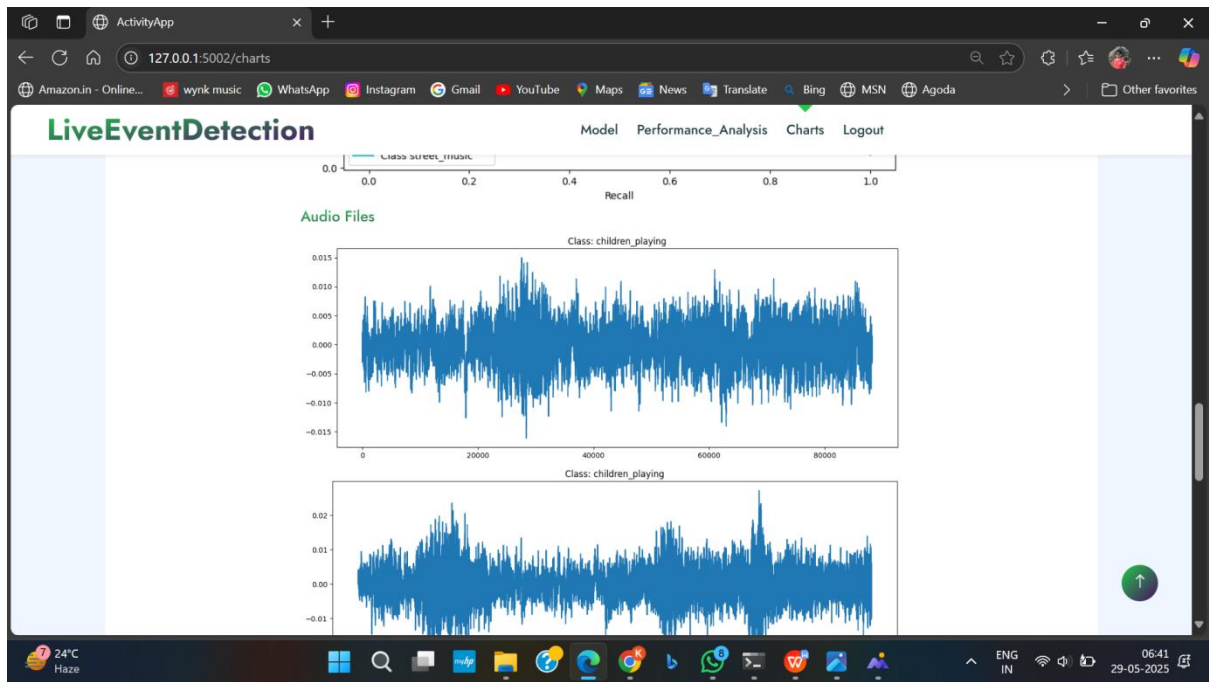 ActivityApp
127.0.0.1:5002/charts
Amazon.in - Online... wynk music WhatsApp Instagram Gmail YouTube Maps News Translate Bing MSN Agoda Other favorites
LiveEventDetection Model Performance_Analysis Charts Logout
Class street_music
0.0
0.0 0.2 0.4 0.6 0.8 1.0
Recall
Audio Files
Class: children_playing
0.015
0.010
0.005
0.000
−0.005
−0.010
−0.015
0 20000 40000 60000 80000
Class: children_playing
0.02
0.01
0.00
−0.01
7 24°C
Haze
myhp
8
ENG
IN
06:41
29-05-2025